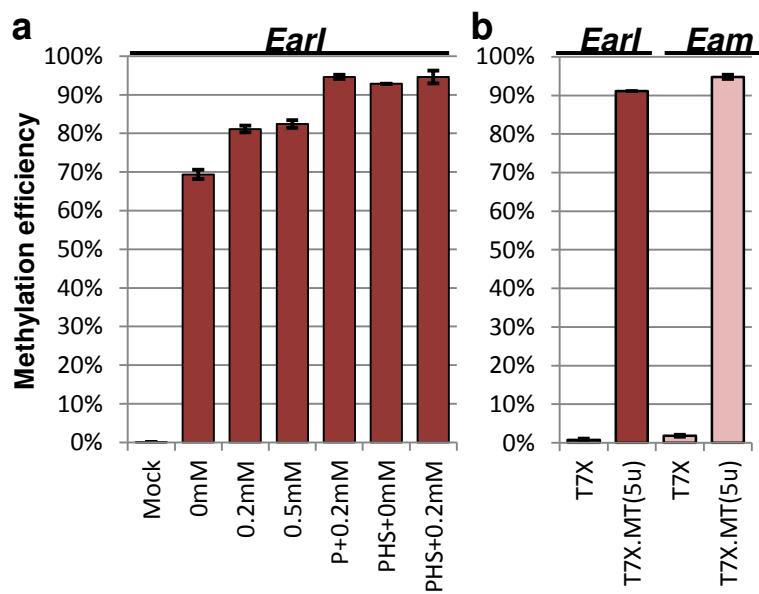 a
EarI
Methylation efficiency
100%
90%
80%
70%
60%
50%
40%
30%
20%
10%
0%
Mock
0mM
0.2mM
0.5mM
P+0.2mM
PHS+0mM
PHS+0.2mM
b
EarI
Eam
100%
90%
80%
70%
60%
50%
40%
30%
20%
10%
0%
T7X
T7X.MT(5u)
T7X
T7X.MT(5u)